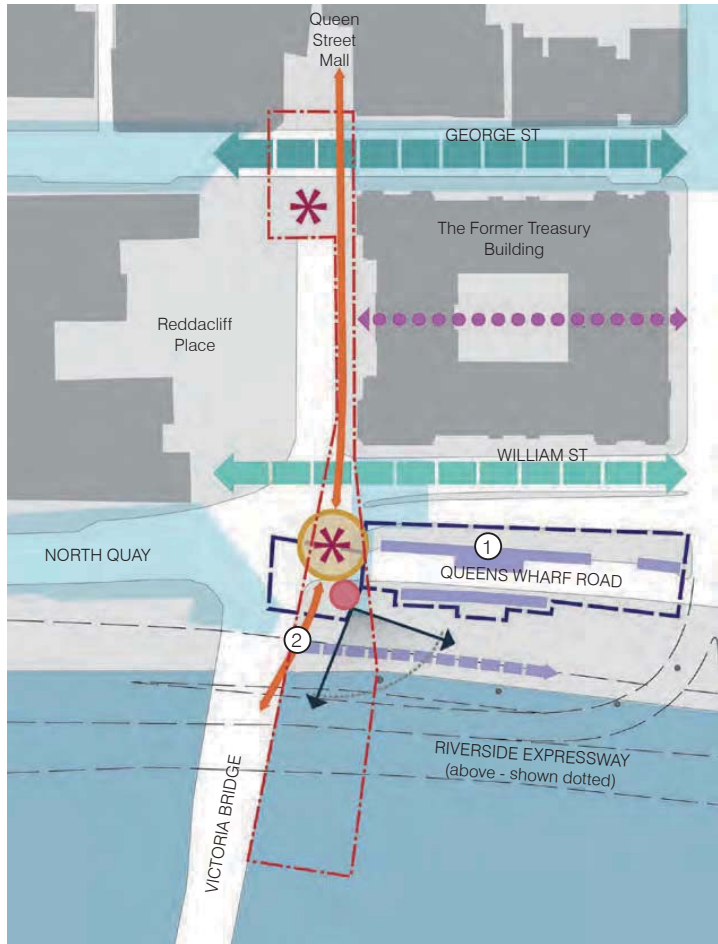 Queen
Street
Mall
GEORGE ST
The Former Treasury
Building
Reddacliff
Place
WILLIAM ST
NORTH QUAY
1
QUEENS WHARF ROAD
2
RIVERSIDE EXPRESSWAY
(above - shown dotted)
VICTORIA BRIDGE